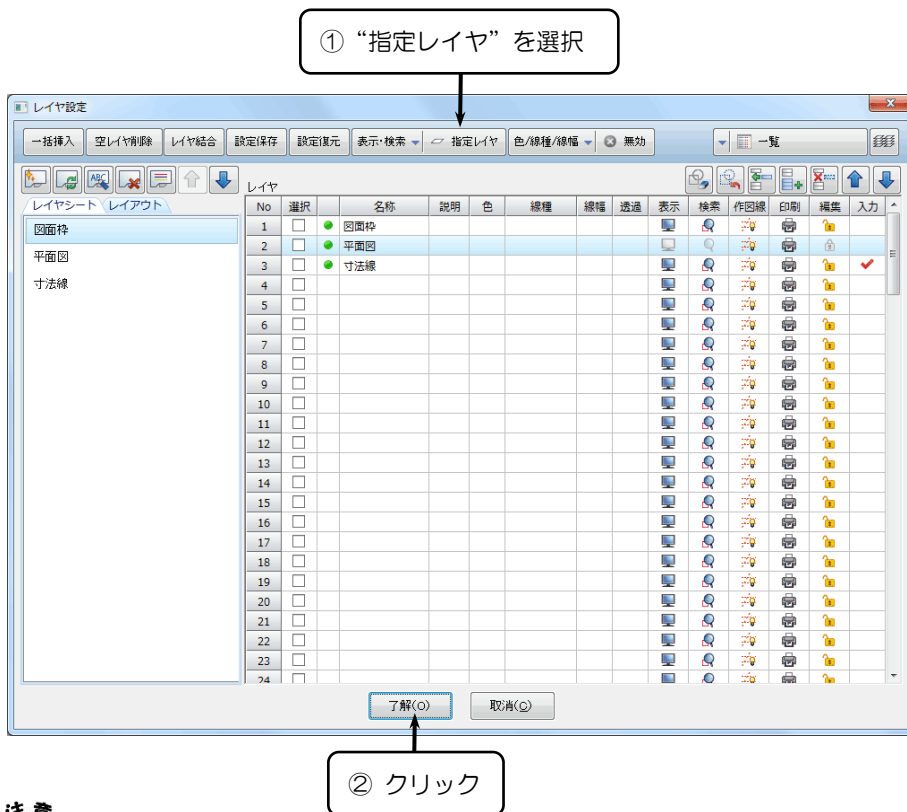 ① “指定レイヤ” を選択
レイヤ設定
一括挿入 空レイヤ削除 レイヤ結合 設定保存 設定復元 表示・検索 指定レイヤ 色/線種/線幅 無効 一覧
ABC
レイヤ
レイヤシート レイアウト
図面枠
平面図
寸法線
No 選択 名称 説明 色 線種 線幅 透過 表示 検索 作図線 印刷 編集 入力
1 図面枠
2 平面図
3 寸法線
4
5
6
7
8
9
10
11
12
13
14
15
16
17
18
19
20
21
22
23
24
了解(O) 取消(C)
② クリック
注意